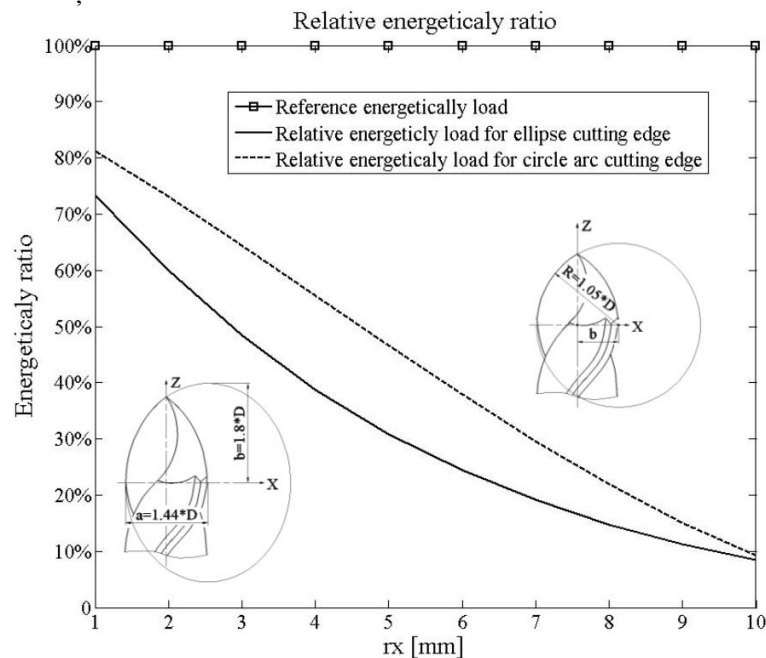 Relative energeticaly ratio
100%
90%
80%
70%
60%
50%
40%
30%
20%
10%
0
Energeticaly ratio
Reference energetically load
Relative energeticly load for ellipse cutting edge
Relative energeticaly load for circle arc cutting edge
Z
R=1.05*D
X
b
Z
b=1.8*D
X
a=1.44*D
1 2 3 4 5 6 7 8 9 10
rx [mm]